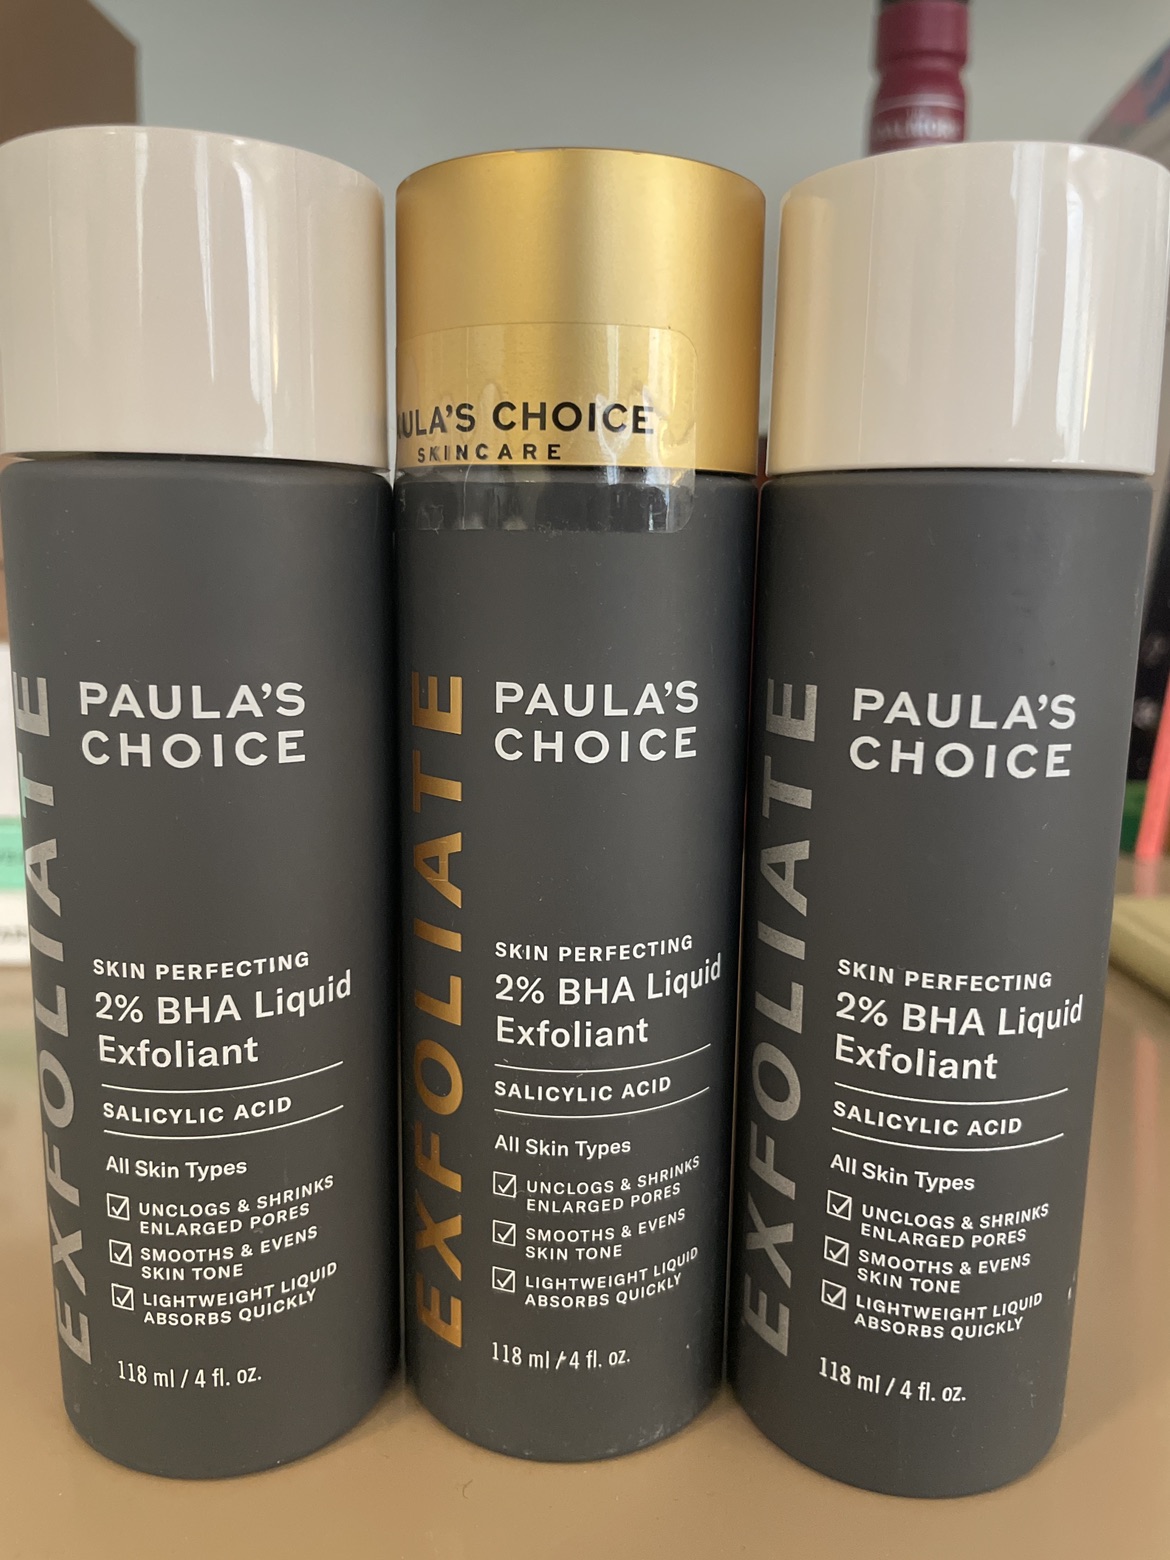 EXFOLIATE
PAULA'S
CHOICE
SKIN PERFECTING
2% BHA Liquid
Exfoliant
SALICYLIC ACID
All Skin Types
UNCLOGS & SHRINKS
ENLARGED PORES
SMOOTHS & EVENS
SKIN TONE
LIGHTWEIGHT LIQUID
ABSORBS QUICKLY
118 ml / 4 fl. oz.
AULA'S CHOICE
SKINCARE
EXFOLIATE
PAULA'S
CHOICE
SKIN PERFECTING
2% BHA Liquid
Exfoliant
SALICYLIC ACID
All Skin Types
UNCLOGS & SHRINKS
ENLARGED PORES
SMOOTHS & EVENS
SKIN TONE
LIGHTWEIGHT LIQUID
ABSORBS QUICKLY
118 ml / 4 fl. oz.
EXFOLIATE
PAULA'S
CHOICE
SKIN PERFECTING
2% BHA Liquid
Exfoliant
SALICYLIC ACID
All Skin Types
UNCLOGS & SHRINKS
ENLARGED PORES
SMOOTHS & EVENS
SKIN TONE
LIGHTWEIGHT LIQUID
ABSORBS QUICKLY
118 ml / 4 fl. oz.